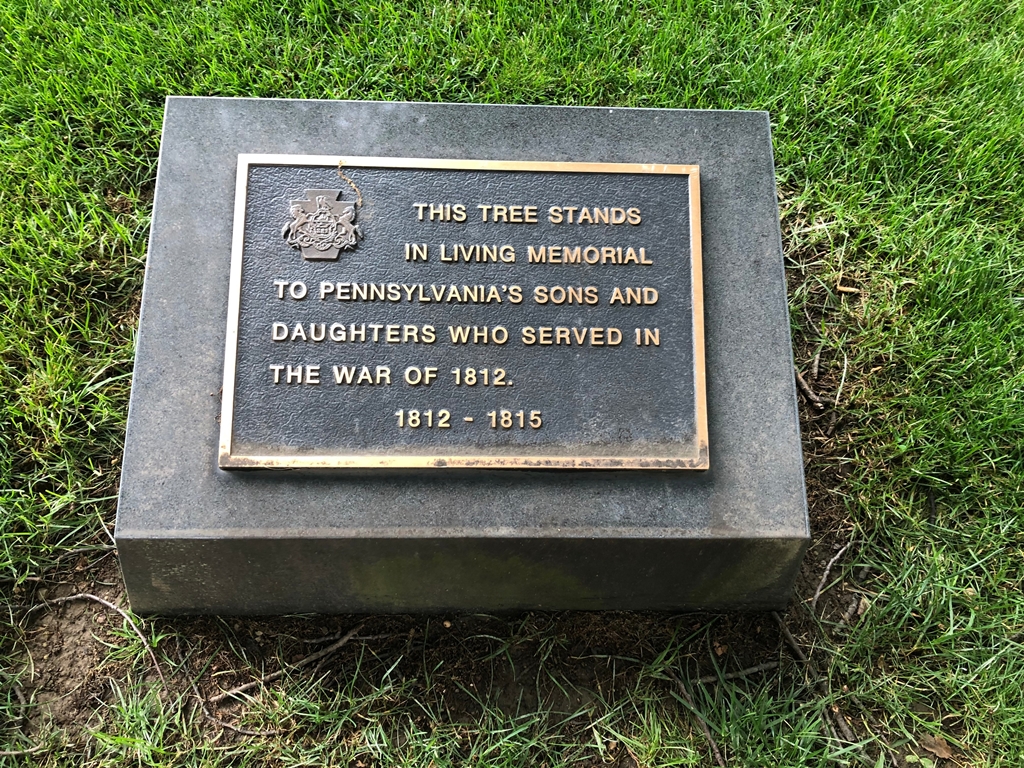 THIS TREE STANDS
IN LIVING MEMORIAL
TO PENNSYLVANIA'S SONS AND
DAUGHTERS WHO SERVED IN
THE WAR OF 1812.
1812 - 1815